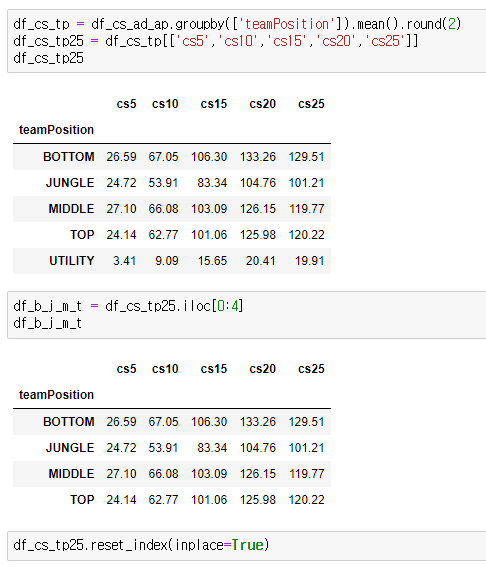 df_cs_tp = df_cs_ad_ap.groupby(['teamPosition']).mean().round(2)
df_cs_tp25 = df_cs_tp[['cs5','cs10','cs15','cs20','cs25']]
df_cs_tp25
cs5 cs10 cs15 cs20 cs25
teamPosition
BOTTOM 26.59 67.05 106.30 133.26 129.51
JUNGLE 24.72 53.91 83.34 104.76 101.21
MIDDLE 27.10 66.08 103.09 126.15 119.77
TOP 24.14 62.77 101.06 125.98 120.22
UTILITY 3.41 9.09 15.65 20.41 19.91
df_b_j_m_t = df_cs_tp25.iloc[0:4]
df_b_j_m_t
cs5 cs10 cs15 cs20 cs25
teamPosition
BOTTOM 26.59 67.05 106.30 133.26 129.51
JUNGLE 24.72 53.91 83.34 104.76 101.21
MIDDLE 27.10 66.08 103.09 126.15 119.77
TOP 24.14 62.77 101.06 125.98 120.22
df_cs_tp25.reset_index(inplace=True)